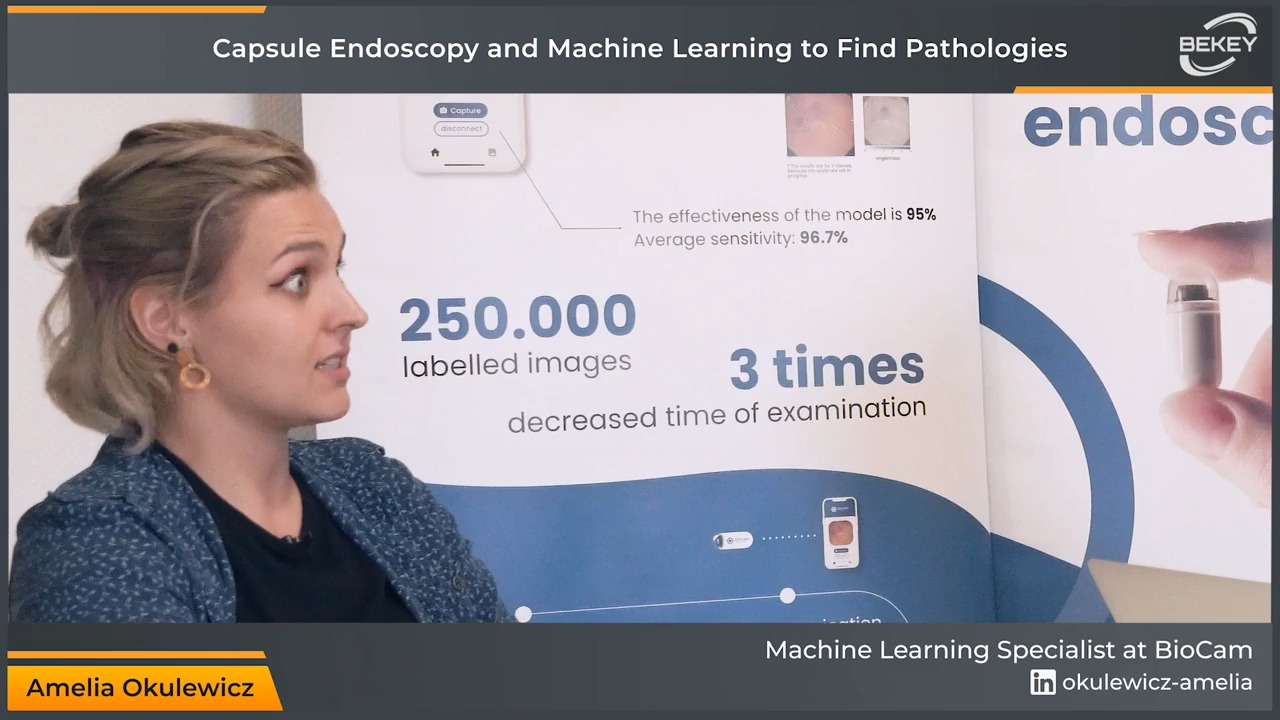 Capsule Endoscopy and Machine Learning to Find Pathologies
BEKEY
Capture
disconnect
angiectasis
endosc
The effectiveness of the model is 95%
Average sensitivity: 96.7%
250.000
labelled images
3 times
decreased time of examination
Machine Learning Specialist at BioCam
Amelia Okulewicz
in okulewicz-amelia